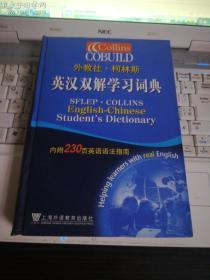 NEC
Collins
COBUILD
外教社·柯林斯
英汉双解学习词典
SFLEP-COLLINS
English-Chinese
Student's Dictionary
内附230页英语语法指南
Helping learners with real English
上海外语教育出版社